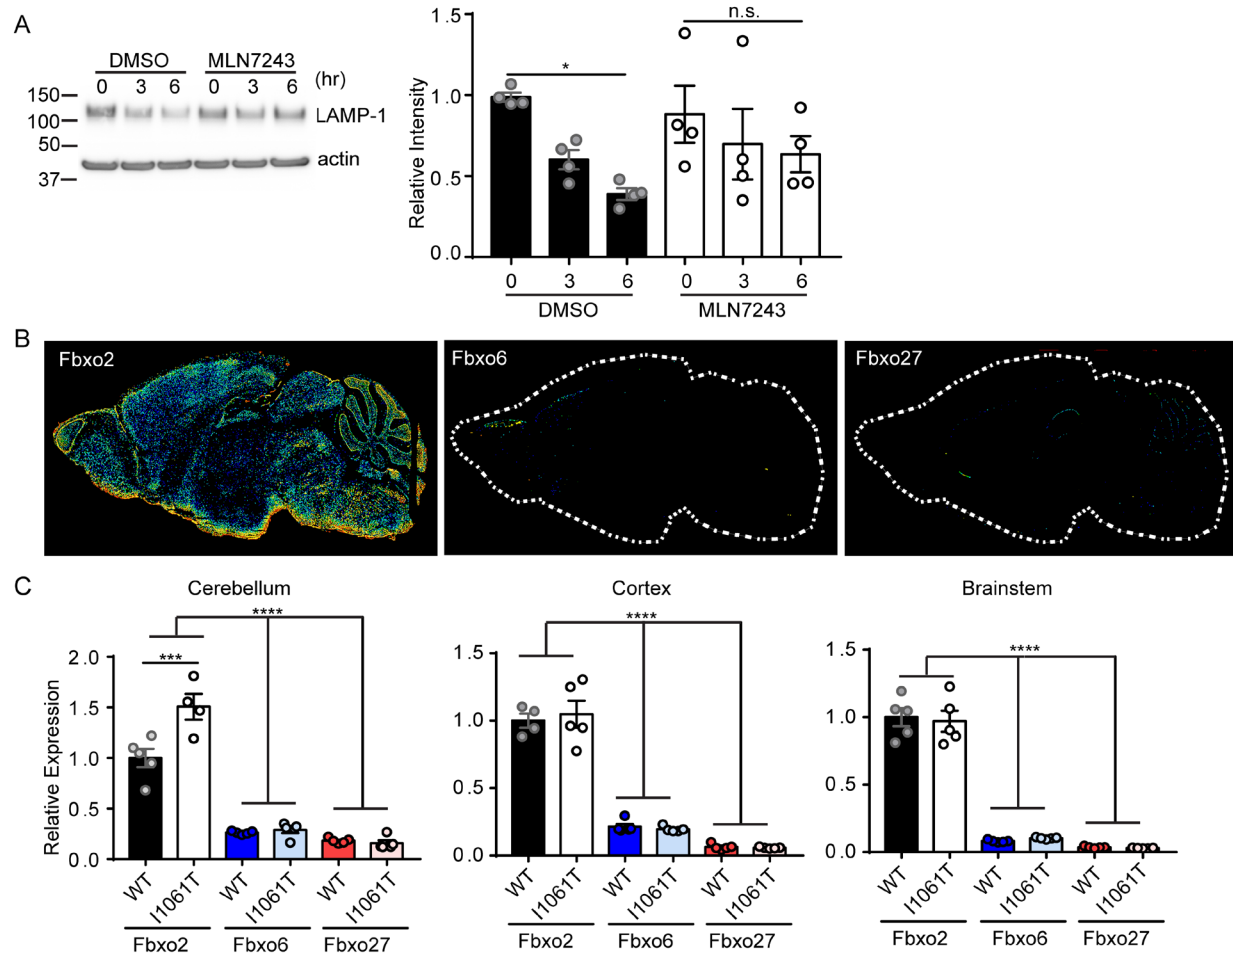 A
DMSO MLN7243
0 3 6 0 3 6 (hr)
150
100
50
37
LAMP-1
actin
Relative Intensity
1.5
1.0
0.5
0.0
*
n.s.
0 3 6 0 3 6
DMSO MLN7243
B
Fbxo2
Fbxo6
Fbxo27
C
Cerebellum
Relative Expression
2.0
1.5
1.0
0.5
0.0
****
***
WT I1061T WT I1061T WT I1061T
Fbxo2 Fbxo6 Fbxo27
Cortex
1.5
1.0
0.5
0.0
****
WT I1061T WT I1061T WT I1061T
Fbxo2 Fbxo6 Fbxo27
Brainstem
1.5
1.0
0.5
0.0
****
WT I1061T WT I1061T WT I1061T
Fbxo2 Fbxo6 Fbxo27